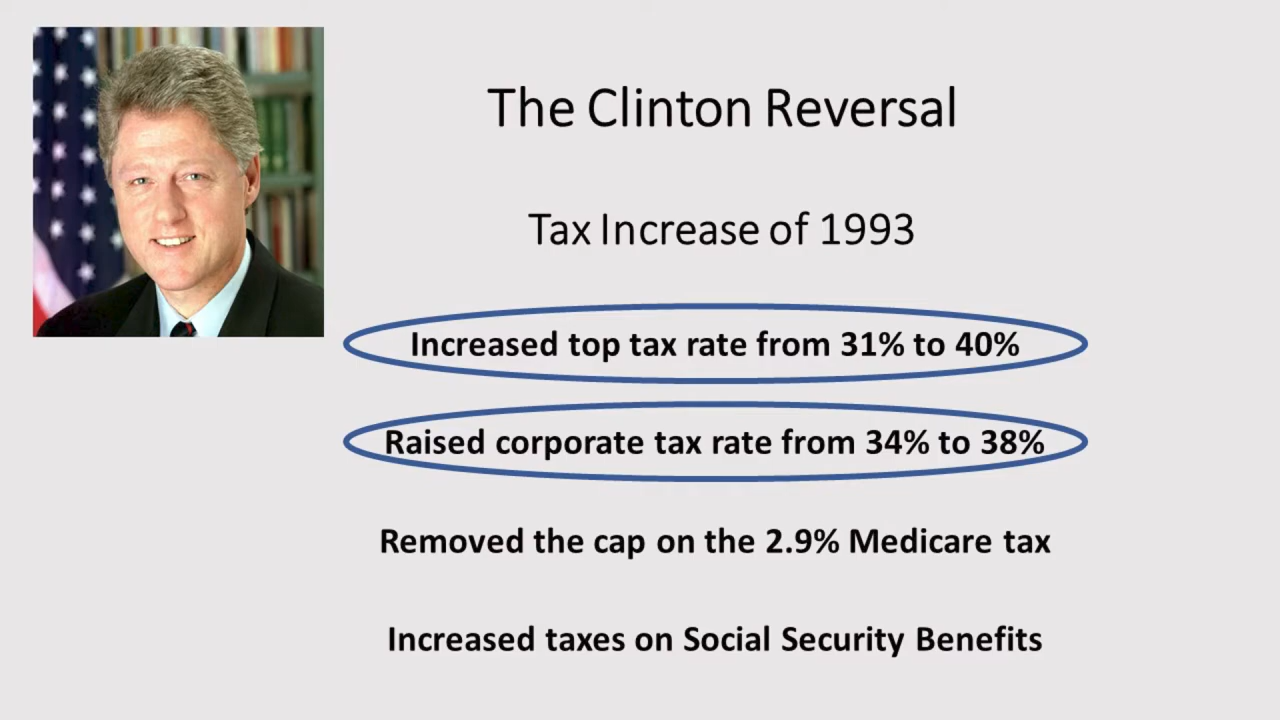 The Clinton Reversal
Tax Increase of 1993
Increased top tax rate from 31% to 40%
Raised corporate tax rate from 34% to 38%
Removed the cap on the 2.9% Medicare tax
Increased taxes on Social Security Benefits